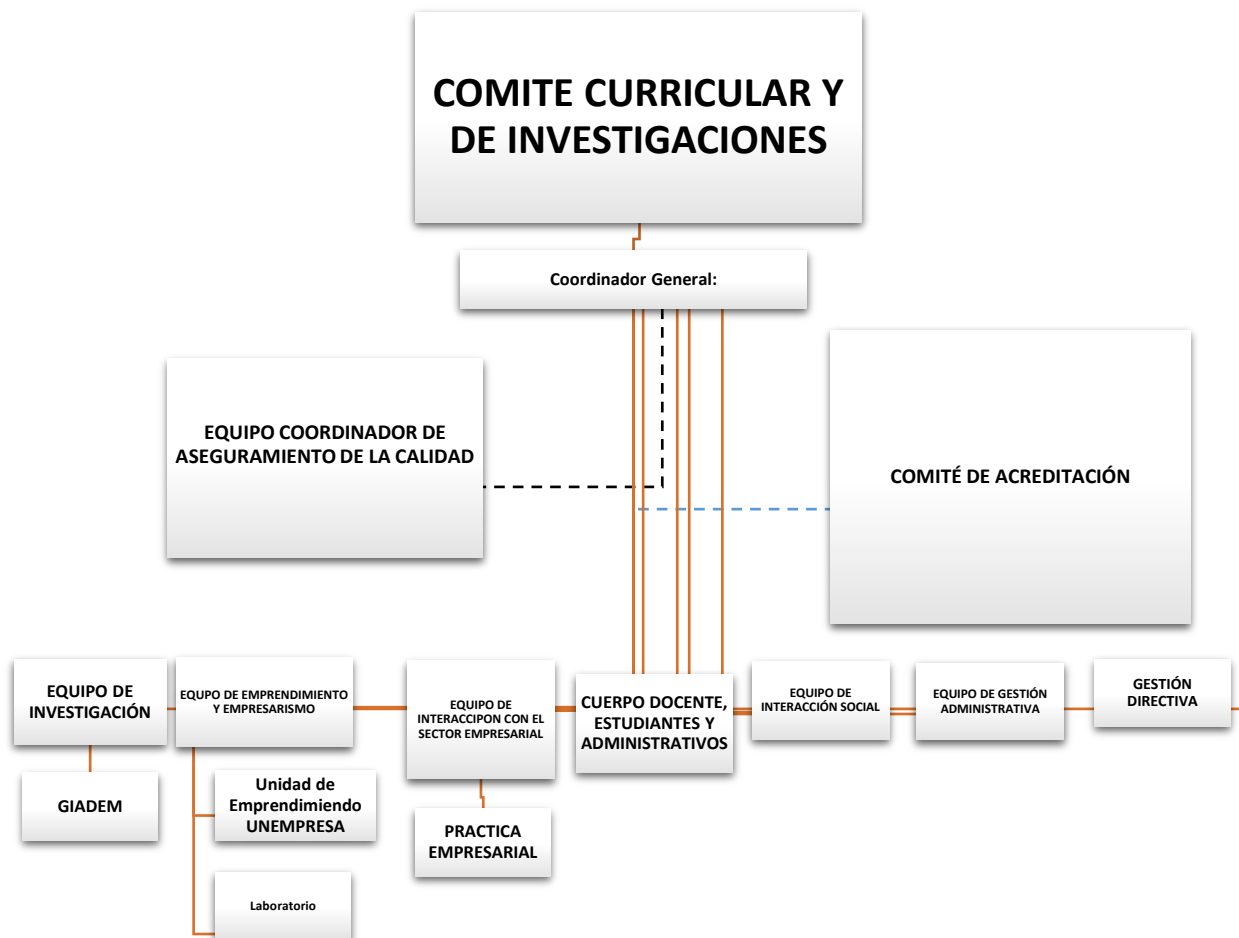 COMITE CURRICULAR Y
DE INVESTIGACIONES
Coordinador General:
EQUIPO COORDINADOR DE
ASEGURAMIENTO DE LA CALIDAD
COMITÉ DE ACREDITACIÓN
EQUIPO DE
INVESTIGACIÓN
EQUPO DE EMPRENDIMIENTO
Y EMPRESARISMO
EQUIPO DE
INTERACCIPON CON EL
SECTOR EMPRESARIAL
CUERPO DOCENTE,
ESTUDIANTES Y
ADMINISTRATIVOS
EQUIPO DE
INTERACCIÓN SOCIAL
EQUIPO DE GESTIÓN
ADMINISTRATIVA
GESTIÓN
DIRECTIVA
GIADEM
Unidad de
Emprendimiedo
UNEMPRESA
PRACTICA
EMPRESARIAL
Laboratorio